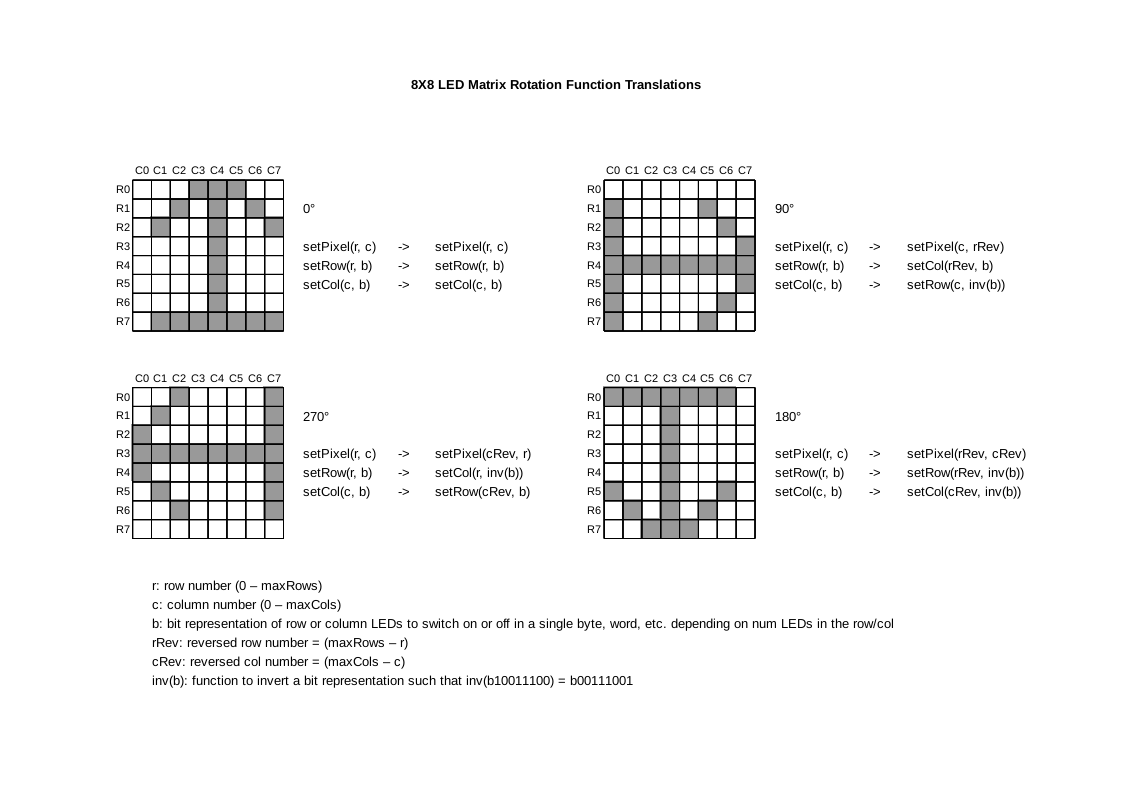 8X8 LED Matrix Rotation Function Translations
C0 C1 C2 C3 C4 C5 C6 C7
R0
R1
R2
R3
R4
R5
R6
R7
0°
setPixel(r, c) -> setPixel(r, c)
setRow(r, b) -> setRow(r, b)
setCol(c, b) -> setCol(c, b)
C0 C1 C2 C3 C4 C5 C6 C7
R0
R1
R2
R3
R4
R5
R6
R7
90°
setPixel(r, c) -> setPixel(c, rRev)
setRow(r, b) -> setCol(rRev, b)
setCol(c, b) -> setRow(c, inv(b))
C0 C1 C2 C3 C4 C5 C6 C7
R0
R1
R2
R3
R4
R5
R6
R7
270°
setPixel(r, c) -> setPixel(cRev, r)
setRow(r, b) -> setCol(r, inv(b))
setCol(c, b) -> setRow(cRev, b)
C0 C1 C2 C3 C4 C5 C6 C7
R0
R1
R2
R3
R4
R5
R6
R7
180°
setPixel(r, c) -> setPixel(rRev, cRev)
setRow(r, b) -> setRow(rRev, inv(b))
setCol(c, b) -> setCol(cRev, inv(b))
r: row number (0 – maxRows)
c: column number (0 – maxCols)
b: bit representation of row or column LEDs to switch on or off in a single byte, word, etc. depending on num LEDs in the row/col
rRev: reversed row number = (maxRows – r)
cRev: reversed col number = (maxCols – c)
inv(b): function to invert a bit representation such that inv(b10011100) = b00111001